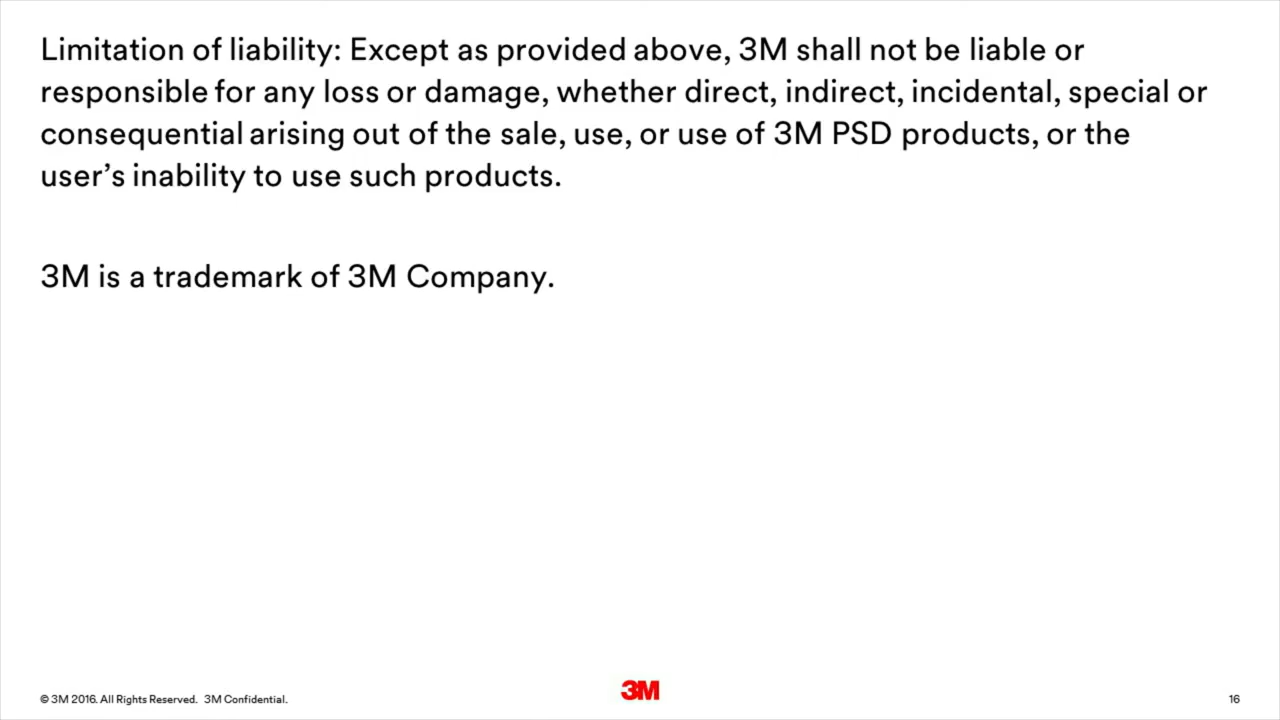 Limitation of liability: Except as provided above, 3M shall not be liable or
responsible for any loss or damage, whether direct, indirect, incidental, special or
consequential arising out of the sale, use, or use of 3M PSD products, or the
user’s inability to use such products.
3M is a trademark of 3M Company.
© 3M 2016. All Rights Reserved. 3M Confidential.
3M
16